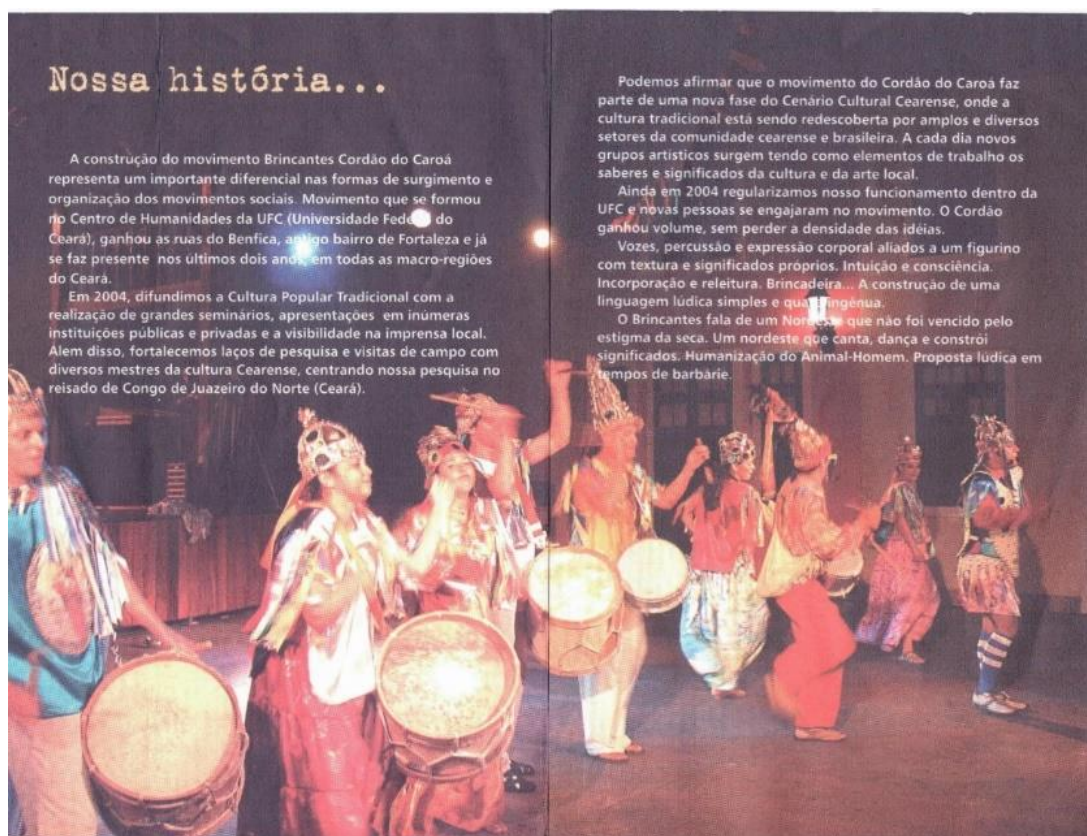 Nossa história...
A construção do movimento Brincantes Cordão do Caroá
representa um importante diferencial nas formas de surgimento e
organização dos movimentos sociais. Movimento que se formou
no Centro de Humanidades da UFC (Universidade Federal do
Ceará), ganhou as ruas do Benfica, antigo bairro de Fortaleza e já
se faz presente nos últimos dois anos, em todas as macro-regiões
do Ceará.
Em 2004, difundimos a Cultura Popular Tradicional com a
realização de grandes seminários, apresentações em inúmeras
instituições públicas e privadas e a visibilidade na imprensa local.
Alem disso, fortalecemos laços de pesquisa e visitas de campo com
diversos mestres da cultura Cearense, centrando nossa pesquisa no
reisado de Congo de Juazeiro do Norte (Ceará).
Podemos afirmar que o movimento do Cordão do Caroá faz
parte de uma nova fase do Cenário Cultural Cearense, onde a
cultura tradicional está sendo redescoberta por amplos e diversos
setores da comunidade cearense e brasileira. A cada dia novos
grupos artísticos surgem tendo como elementos de trabalho os
saberes e significados da cultura e da arte local.
Ainda em 2004 regularizamos nosso funcionamento dentro da
UFC e novas pessoas se engajaram no movimento. O Cordão
ganhou volume, sem perder a densidade das idéias.
Vozes, percussão e expressão corporal aliados a um figurino
com textura e significados próprios. Intuição e consciência.
Incorporação e releitura. Brincadeira... A construção de uma
linguagem lúdica simples e quase ingênua.
O Brincantes fala de um Nordeste que não foi vencido pelo
estigma da seca. Um nordeste que canta, dança e constrói
significados. Humanização do Animal-Homem. Proposta lúdica em
tempos de barbárie.